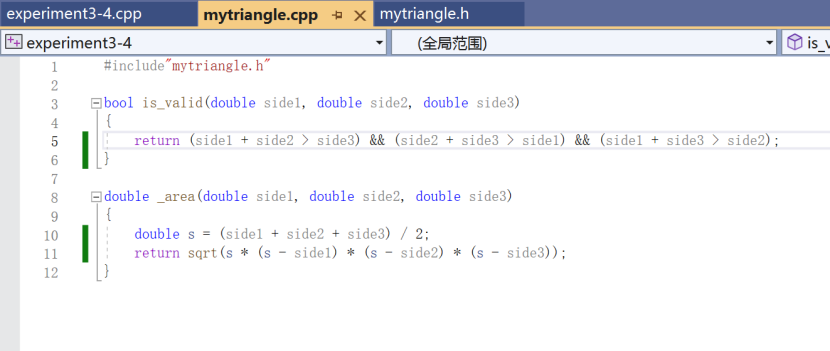 experiment3-4.cpp mytriangle.cpp mytriangle.h
experiment3-4 (全局范围) is_v
1 #include"mytriangle.h"
2
3 bool is_valid(double side1, double side2, double side3)
4 {
5 return (side1 + side2 > side3) && (side2 + side3 > side1) && (side1 + side3 > side2);
6 }
7
8 double _area(double side1, double side2, double side3)
9 {
10 double s = (side1 + side2 + side3) / 2;
11 return sqrt(s * (s - side1) * (s - side2) * (s - side3));
12 }